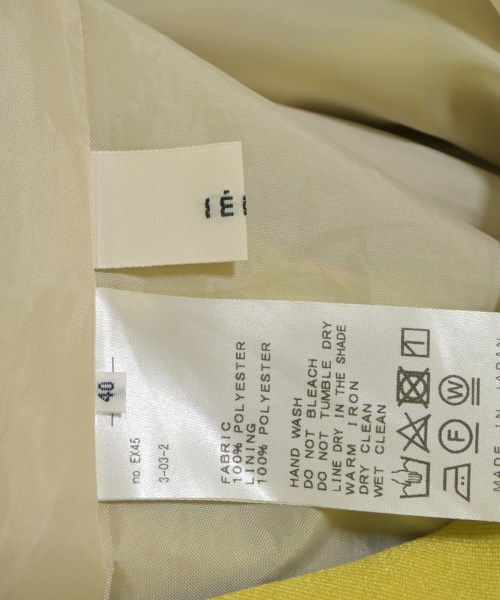 m.
40
no. EX45
3-03-2
FABRIC
100% POLYESTER
LINING
100% POLYESTER
HAND WASH
DO NOT BLEACH
DO NOT TUMBLE DRY
LINE DRY IN THE SHADE
WARM IRON
DRY CLEAN
WET CLEAN
F
W
MADE IN JAPAN